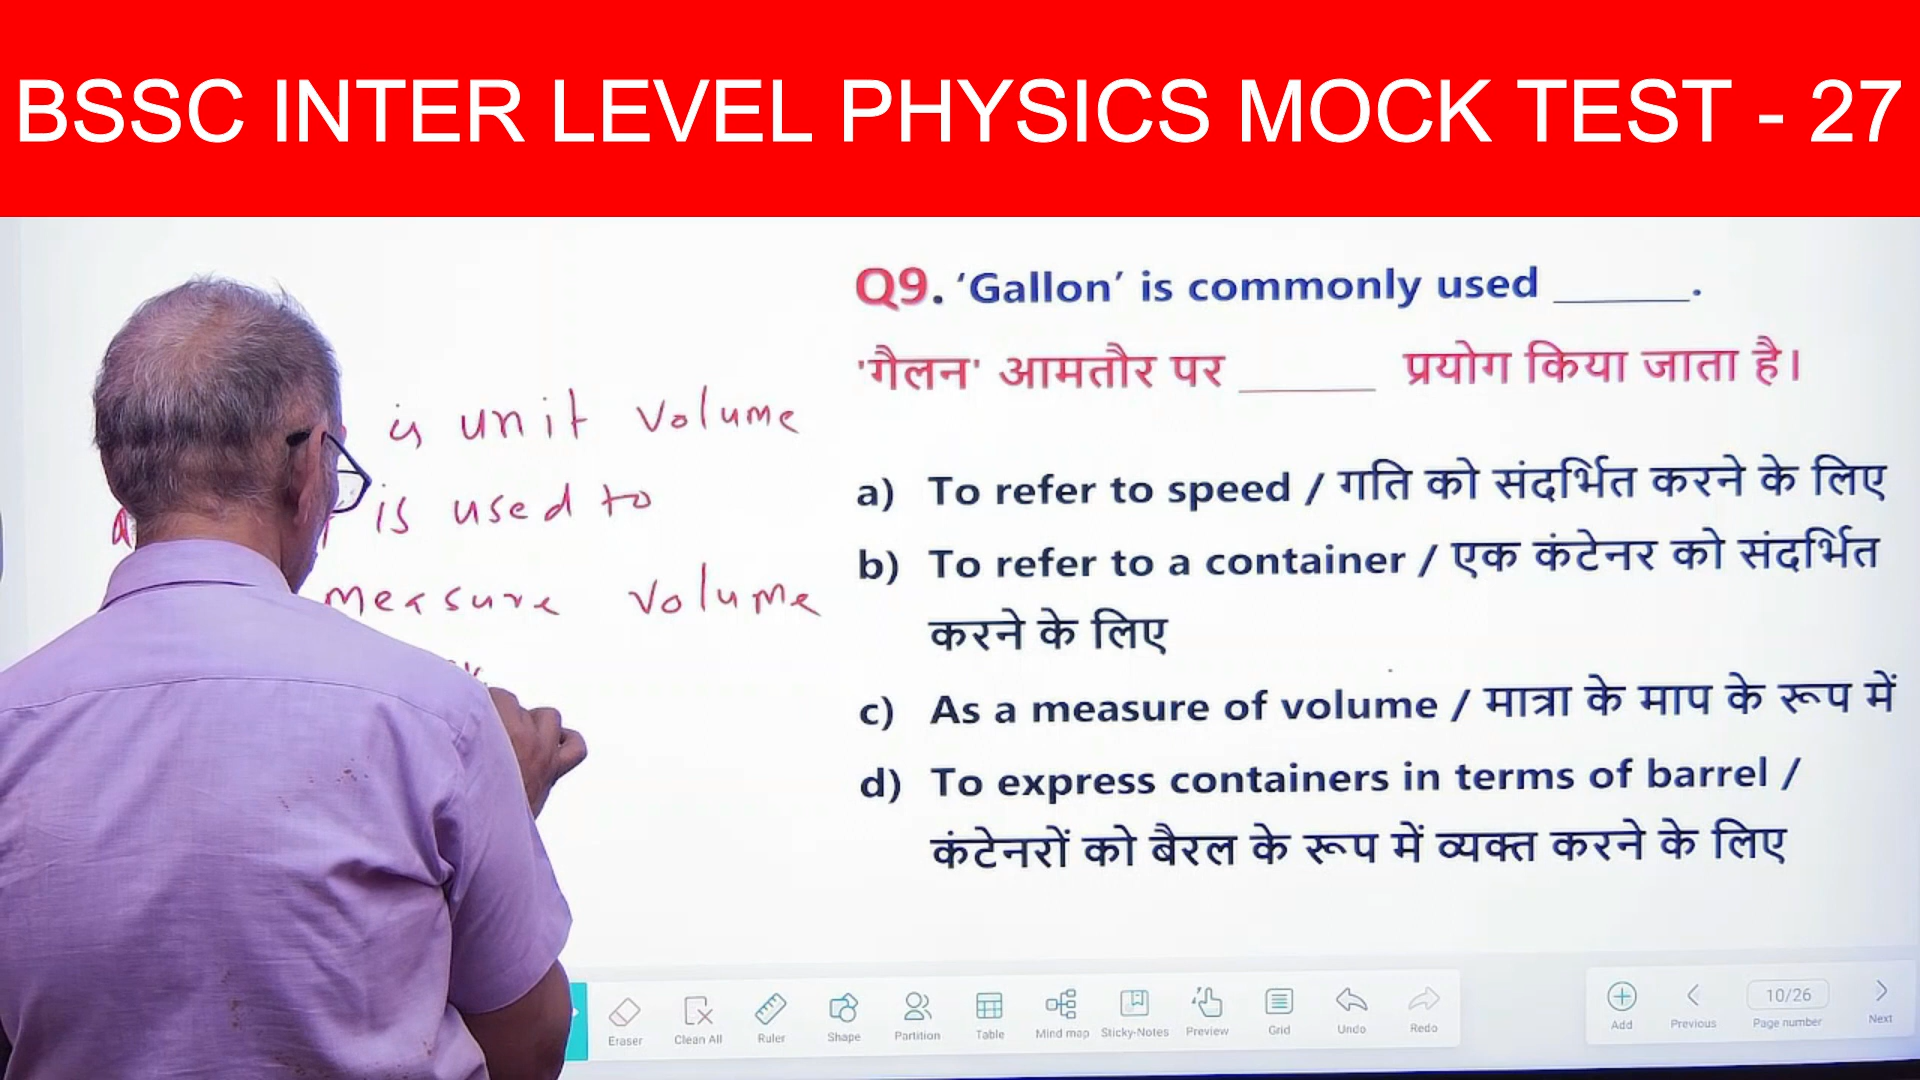 BSSC INTER LEVEL PHYSICS MOCK TEST - 27
Q9. ‘Gallon’ is commonly used ______.
'गैलन' आमतौर पर ______ प्रयोग किया जाता है।
a) To refer to speed / गति को संदर्भित करने के लिए
b) To refer to a container / एक कंटेनर को संदर्भित
करने के लिए
c) As a measure of volume / मात्रा के माप के रूप में
d) To express containers in terms of barrel /
कंटेनरों को बैरल के रूप में व्यक्त करने के लिए
is unit volume
is used to
measure volume
Eraser Clean All Ruler Shape Partition Table Mind map Sticky-Notes Preview Grid Undo Redo
Add Previous 10/26 Page number Next